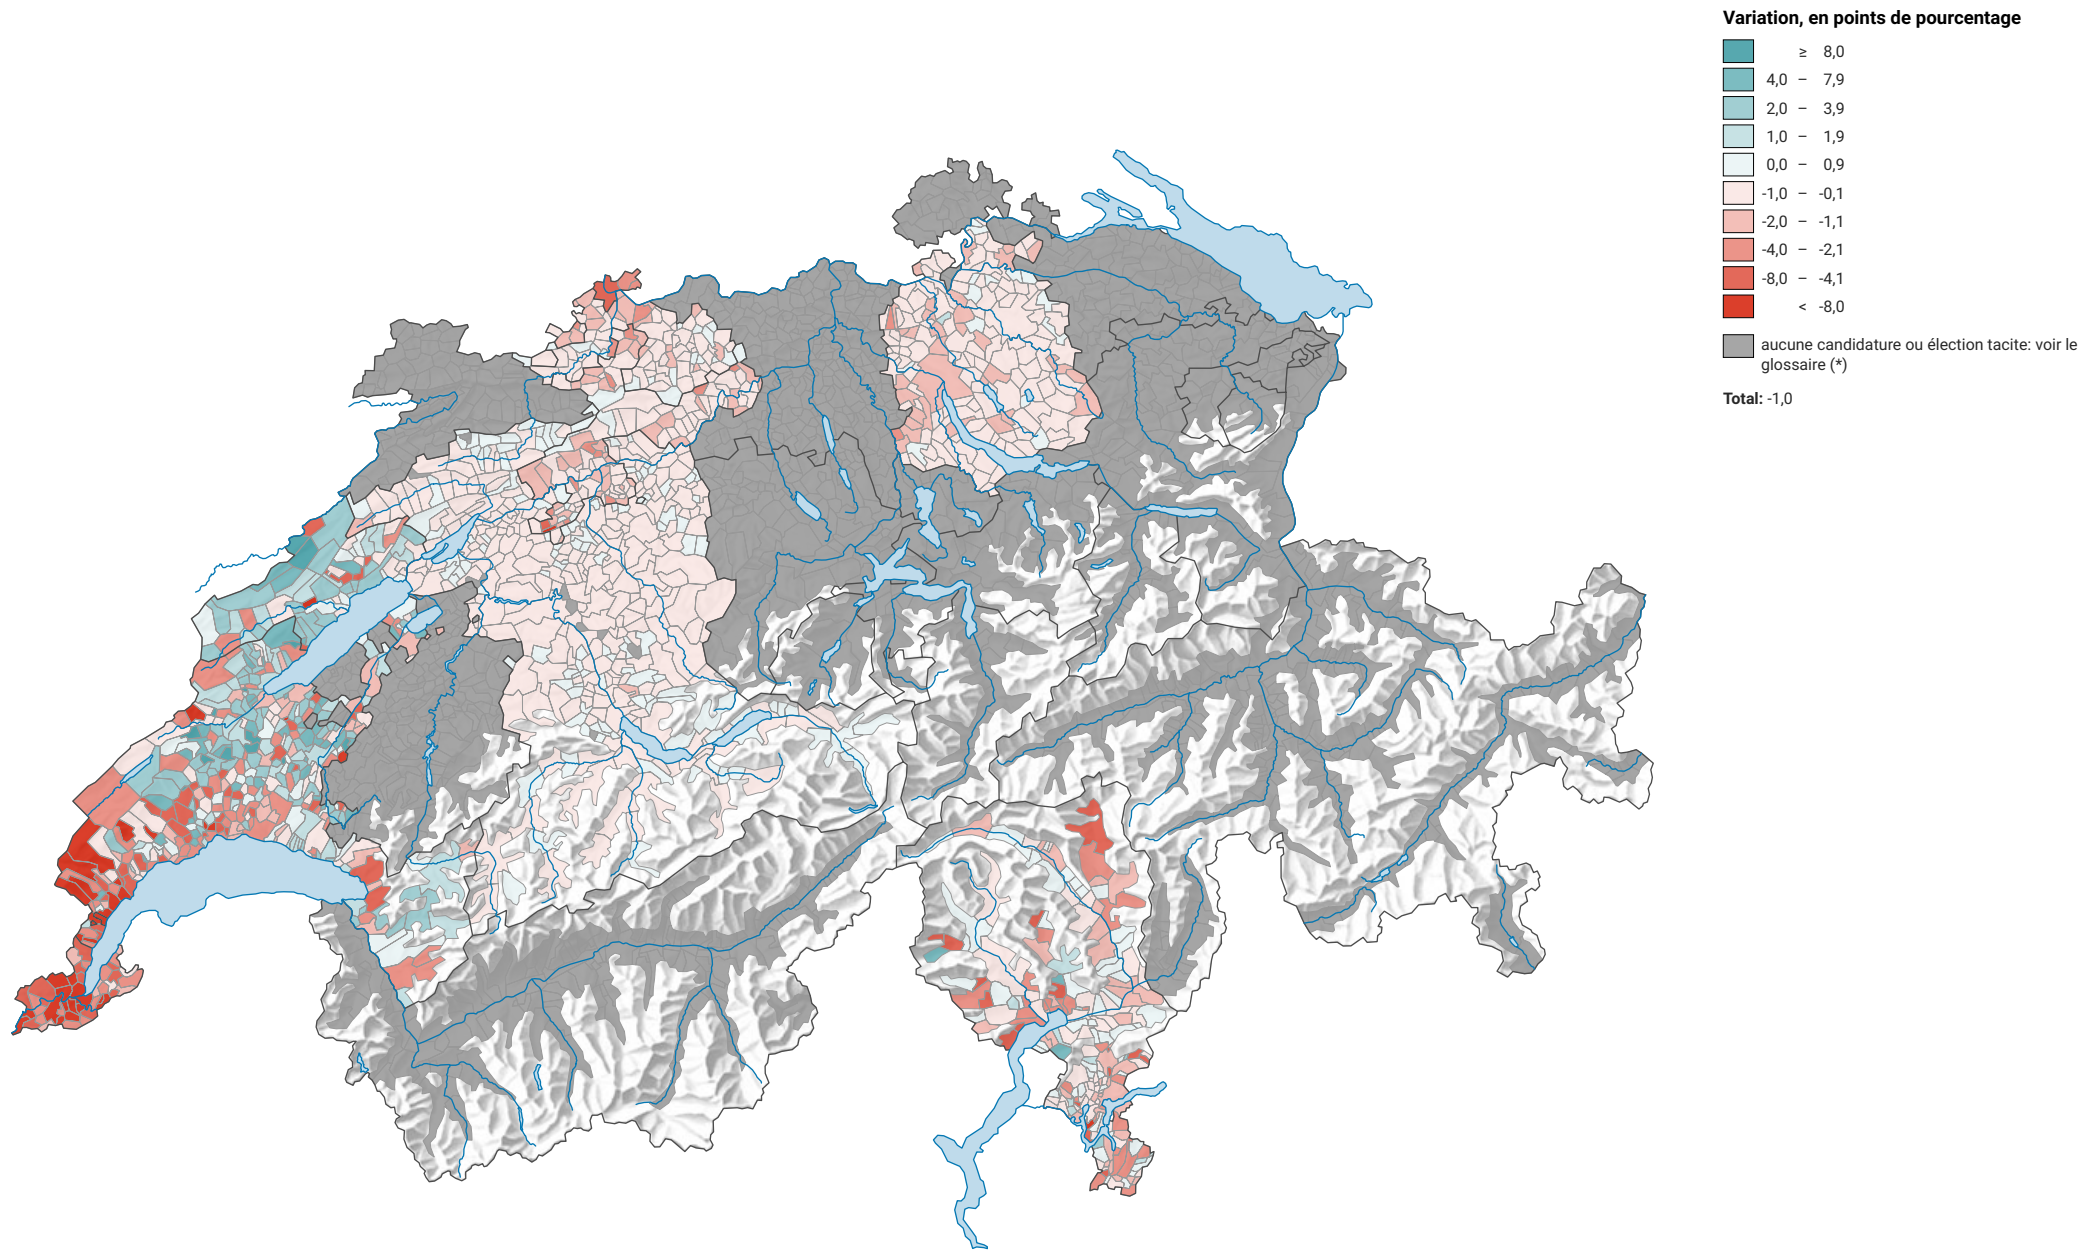 Variation, en points de pourcentage
≥ 8,0
4,0 – 7,9
2,0 – 3,9
1,0 – 1,9
0,0 – 0,9
-1,0 – -0,1
-2,0 – -1,1
-4,0 – -2,1
-8,0 – -4,1
< -8,0
aucune candidature ou élection tacite: voir le
glossaire (*)
Total: -1,0